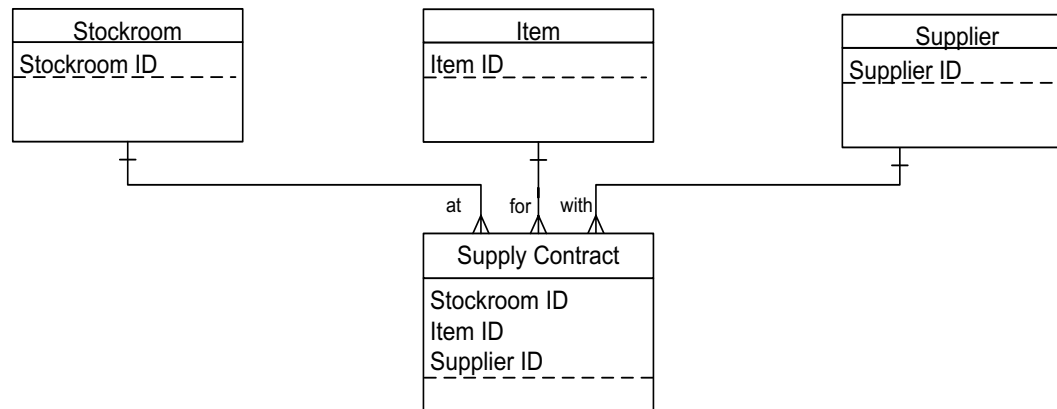 Stockroom
Stockroom ID
Item
Item ID
Supplier
Supplier ID
at
for
with
Supply Contract
Stockroom ID
Item ID
Supplier ID